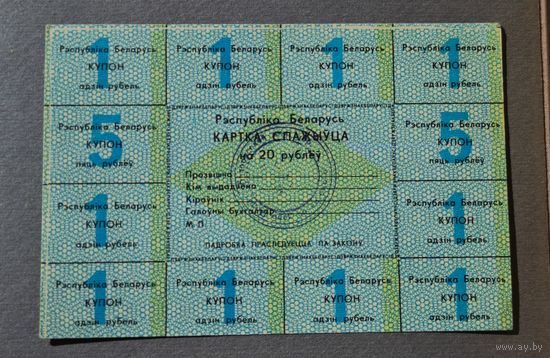 1
Рэспубліка Беларусь
КУПОН
адзін рубель
1
Рэспубліка Беларусь
КУПОН
адзін рубель
1
Рэспубліка Беларусь
КУПОН
адзін рубель
1
Рэспубліка Беларусь
КУПОН
адзін рубель
5
Рэспубліка Беларусь
КУПОН
пяць рублёў
Рэспубліка Беларусь
КАРТКА СПАЖЫЎЦА
на 20 рублёў
Прозвішча
Кім выдадзена
Кіраўнік
Галоўны бухгалтар
М П
ПАДРОБКА ПРАСЛЕДУЕЦЦА ПА ЗАКОНУ
5
Рэспубліка Беларусь
КУПОН
пяць рублёў
1
Рэспубліка Беларусь
КУПОН
адзін рубель
1
Рэспубліка Беларусь
КУПОН
адзін рубель
1
Рэспубліка Беларусь
КУПОН
адзін рубель
1
Рэспубліка Беларусь
КУПОН
адзін рубель
1
Рэспубліка Беларусь
КУПОН
адзін рубель
1
Рэспубліка Беларусь
КУПОН
адзін рубель
www.ay.by